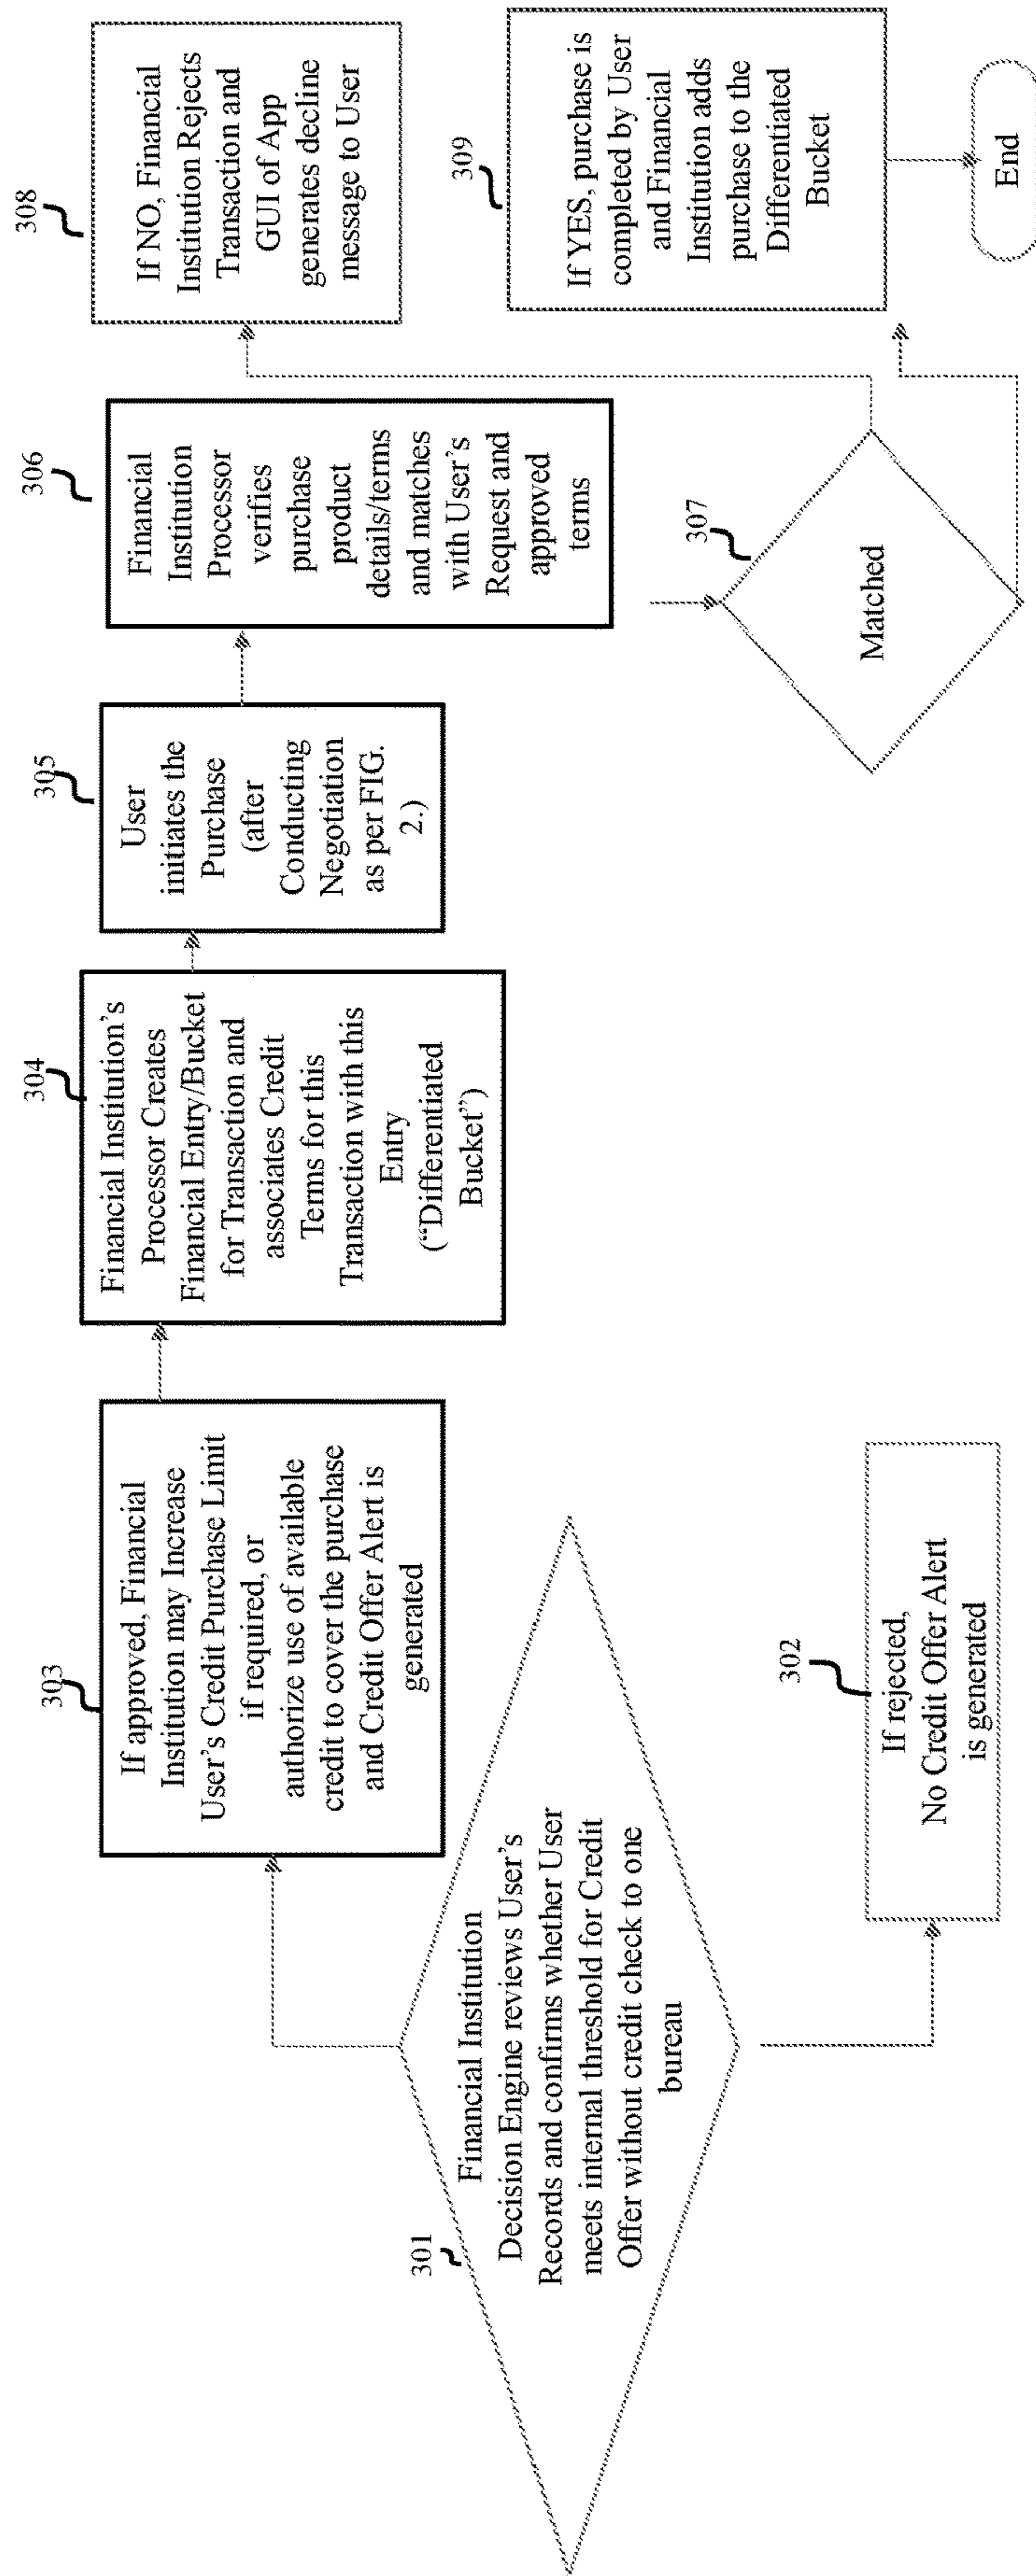 301
Financial Institution
Decision Engine reviews User's
Records and confirms whether User
meets internal threshold for Credit
Offer without credit check to one
bureau
302
If rejected,
No Credit Offer Alert
is generated
303
If approved, Financial
Institution may Increase
User's Credit Purchase Limit
if required, or
authorize use of available
credit to cover the purchase
and Credit Offer Alert is
generated
304
Financial Institution's
Processor Creates
Financial Entry/Bucket
for Transaction and
associates Credit
Terms for this
Transaction with this
Entry
(“Differentiated
Bucket”)
305
User
initiates the
Purchase
(after
Conducting
Negotiation
as per FIG.
2.)
306
Financial
Institution
Processor
verifies
purchase
product
details/terms
and matches
with User's
Request and
approved
terms
307
Matched
308
If NO, Financial
Institution Rejects
Transaction and
GUI of App
generates decline
message to User
309
If YES, purchase is
completed by User
and Financial
Institution adds
purchase to the
Differentiated
Bucket
End